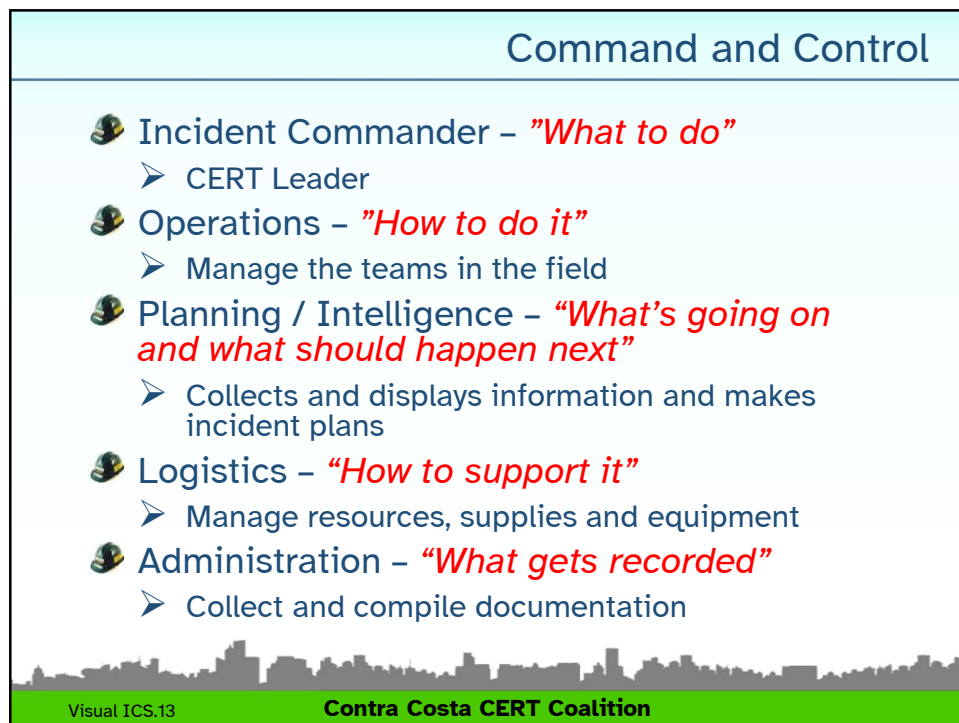 Command and Control
Incident Commander – ”What to do”
➢ CERT Leader
Operations – ”How to do it”
➢ Manage the teams in the field
Planning / Intelligence – “What’s going on
and what should happen next”
➢ Collects and displays information and makes
incident plans
Logistics – “How to support it”
➢ Manage resources, supplies and equipment
Administration – “What gets recorded”
➢ Collect and compile documentation
Visual ICS.13 Contra Costa CERT Coalition